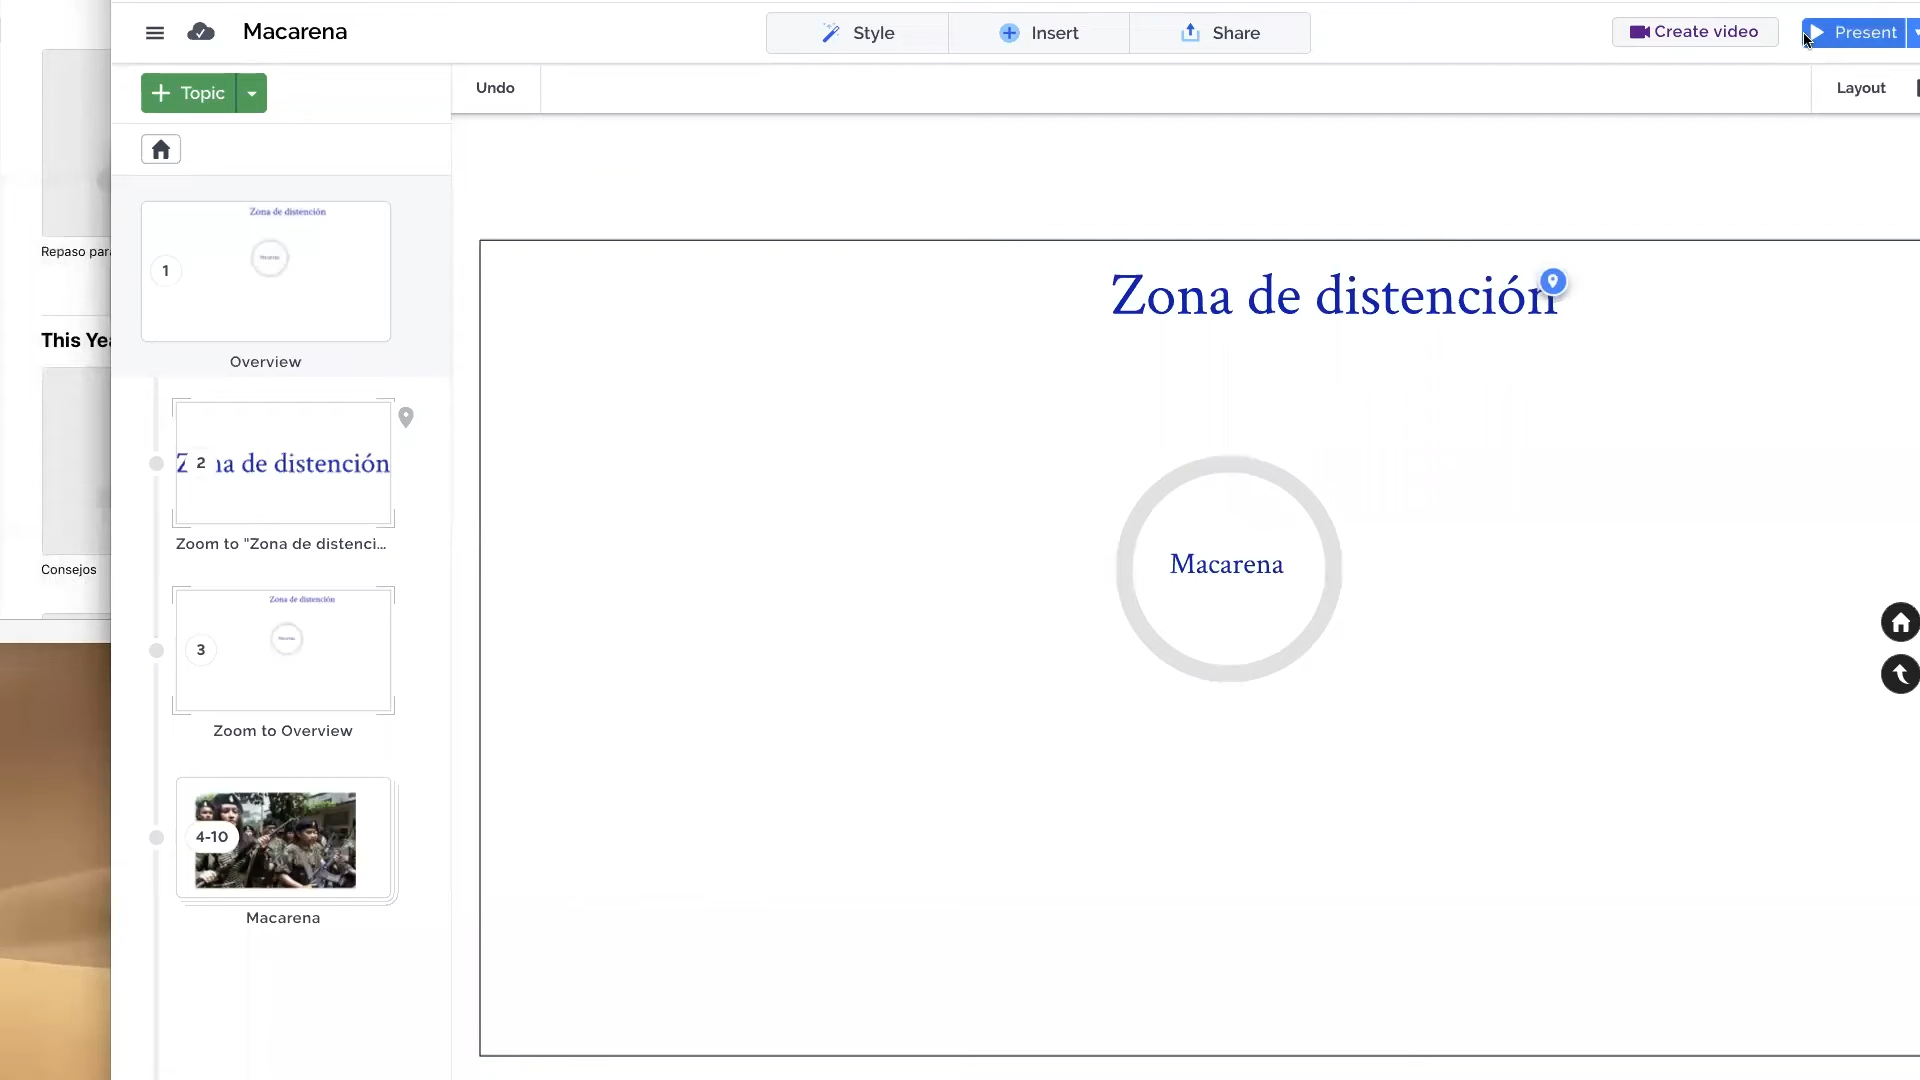 Macarena
Style
Insert
Share
Create video
Present
Topic
Undo
Layout
Repaso par
This Ye
Consejos
Zona de distención
1
Overview
2
na de distención
Zoom to "Zona de distenci...
Zona de distención
3
Zoom to Overview
4-10
Macarena
Zona de distención
Macarena